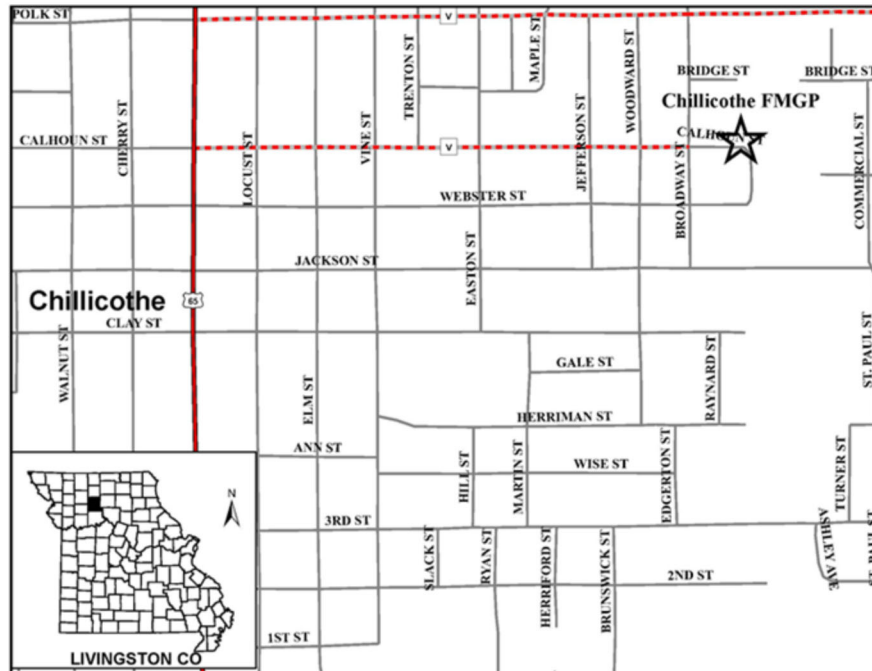 POLK ST
V
MAPLE ST
TRENTON ST
WOODWARD ST
BRIDGE ST
BRIDGE ST
Chillicothe FMGP
CALHOUN ST
CHERRY ST
LOCUST ST
VINE ST
V
JEFFERSON ST
BROADWAY ST
COMMERCIAL ST
WEBSTER ST
JACKSON ST
EASTON ST
Chillicothe
65
CLAY ST
WALNUT ST
ELM ST
GALE ST
RAYNARD ST
ST. PAUL ST
HERRIMAN ST
ANN ST
HILL ST
MARTIN ST
WISE ST
EDGERTON ST
TURNER ST
N
3RD ST
SLACK ST
RYAN ST
HERRIFORD ST
BRUNSWICK ST
ASHLEY AVE
2ND ST
1ST ST
LIVINGSTON CO